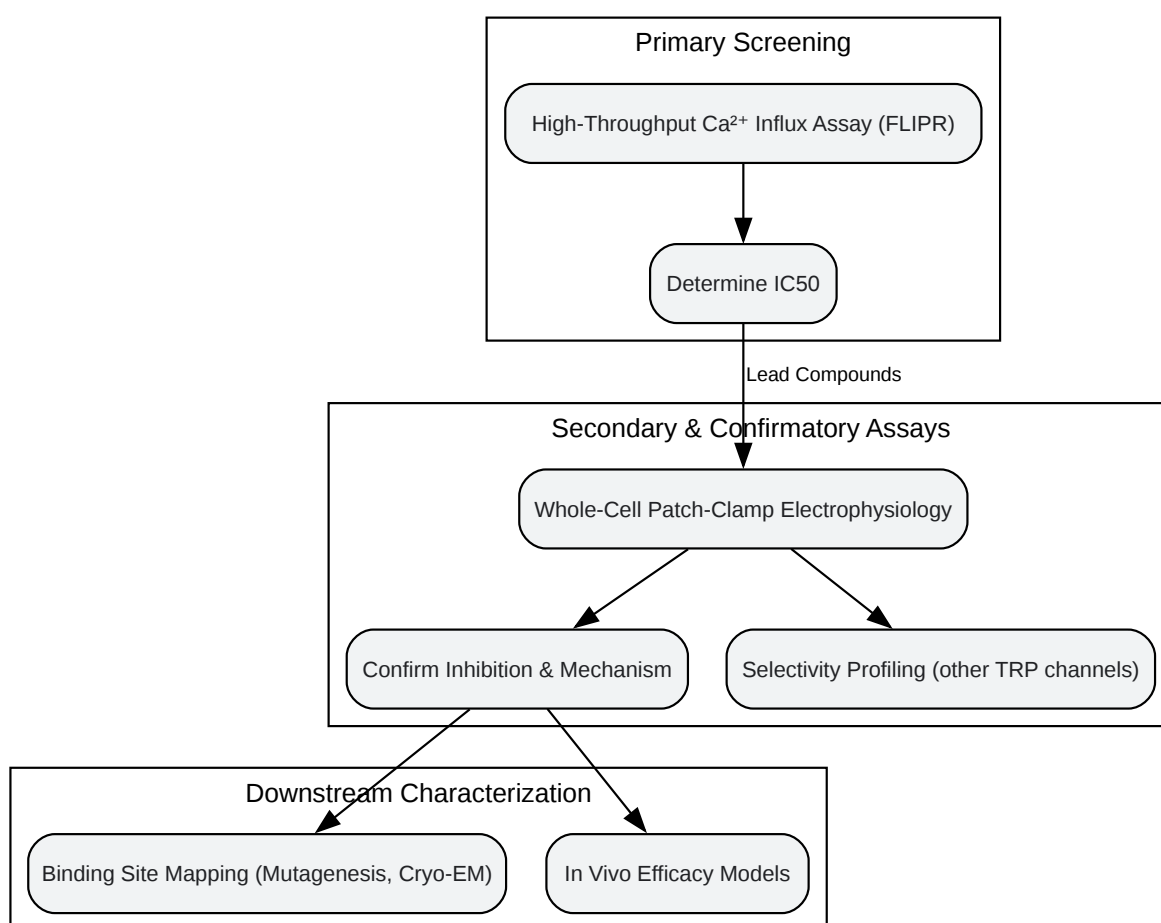 Primary Screening
High-Throughput Ca²⁺ Influx Assay (FLIPR)
Determine IC50
Lead Compounds
Secondary & Confirmatory Assays
Whole-Cell Patch-Clamp Electrophysiology
Confirm Inhibition & Mechanism
Selectivity Profiling (other TRP channels)
Downstream Characterization
Binding Site Mapping (Mutagenesis, Cryo-EM)
In Vivo Efficacy Models